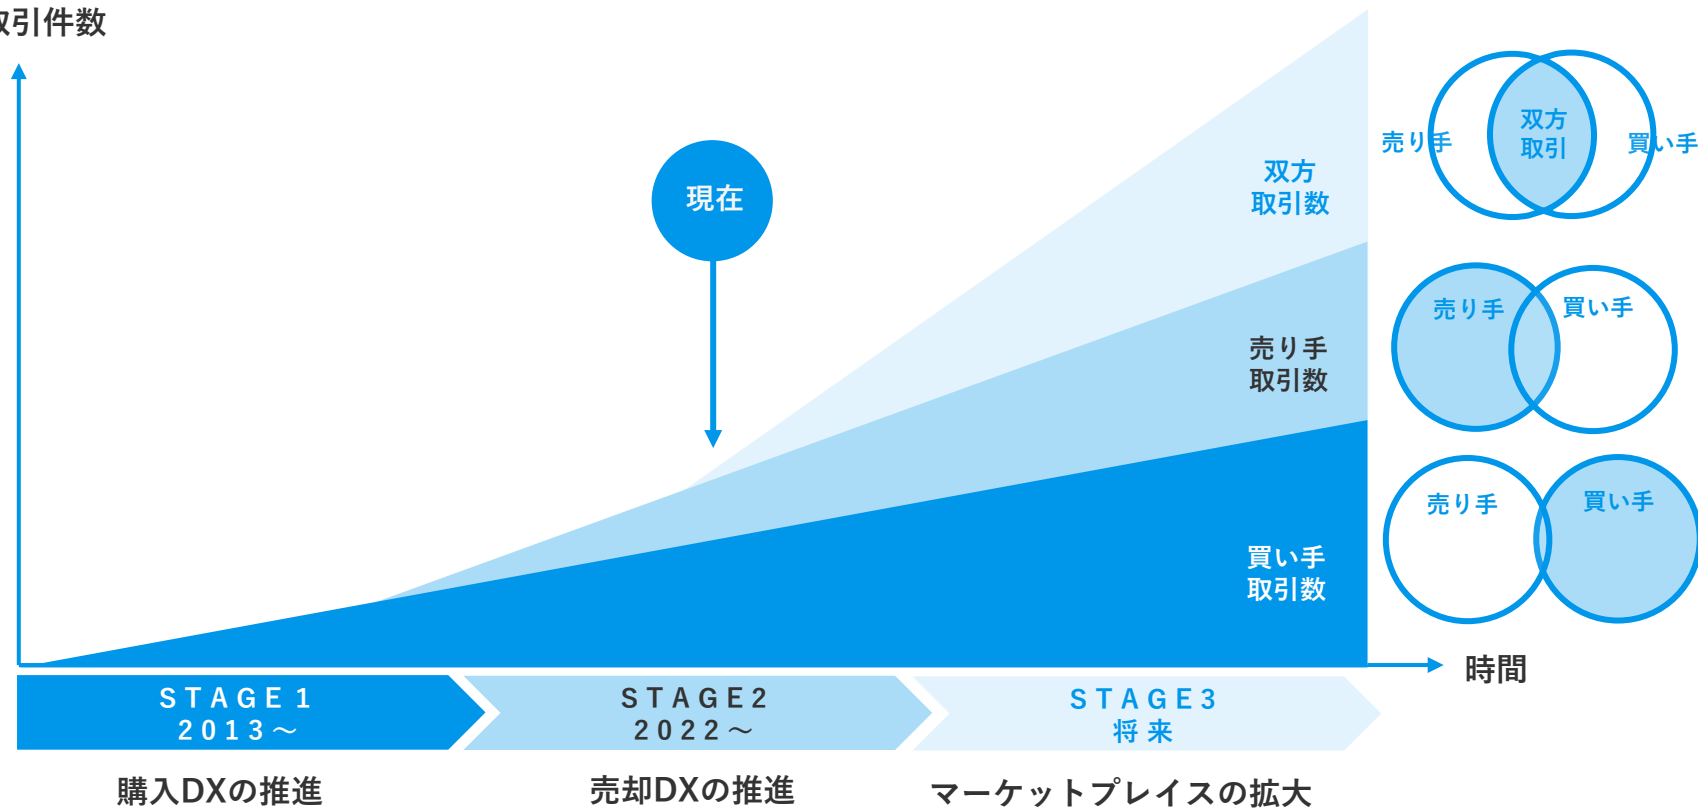 取引件数
現在
双方
取引数
売り手
取引数
買い手
取引数
売り手
双方
取引
買い手
売り手
買い手
売り手
買い手
時間
STAGE1
2013～
STAGE2
2022～
STAGE3
将来
購入DXの推進
売却DXの推進
マーケットプレイスの拡大